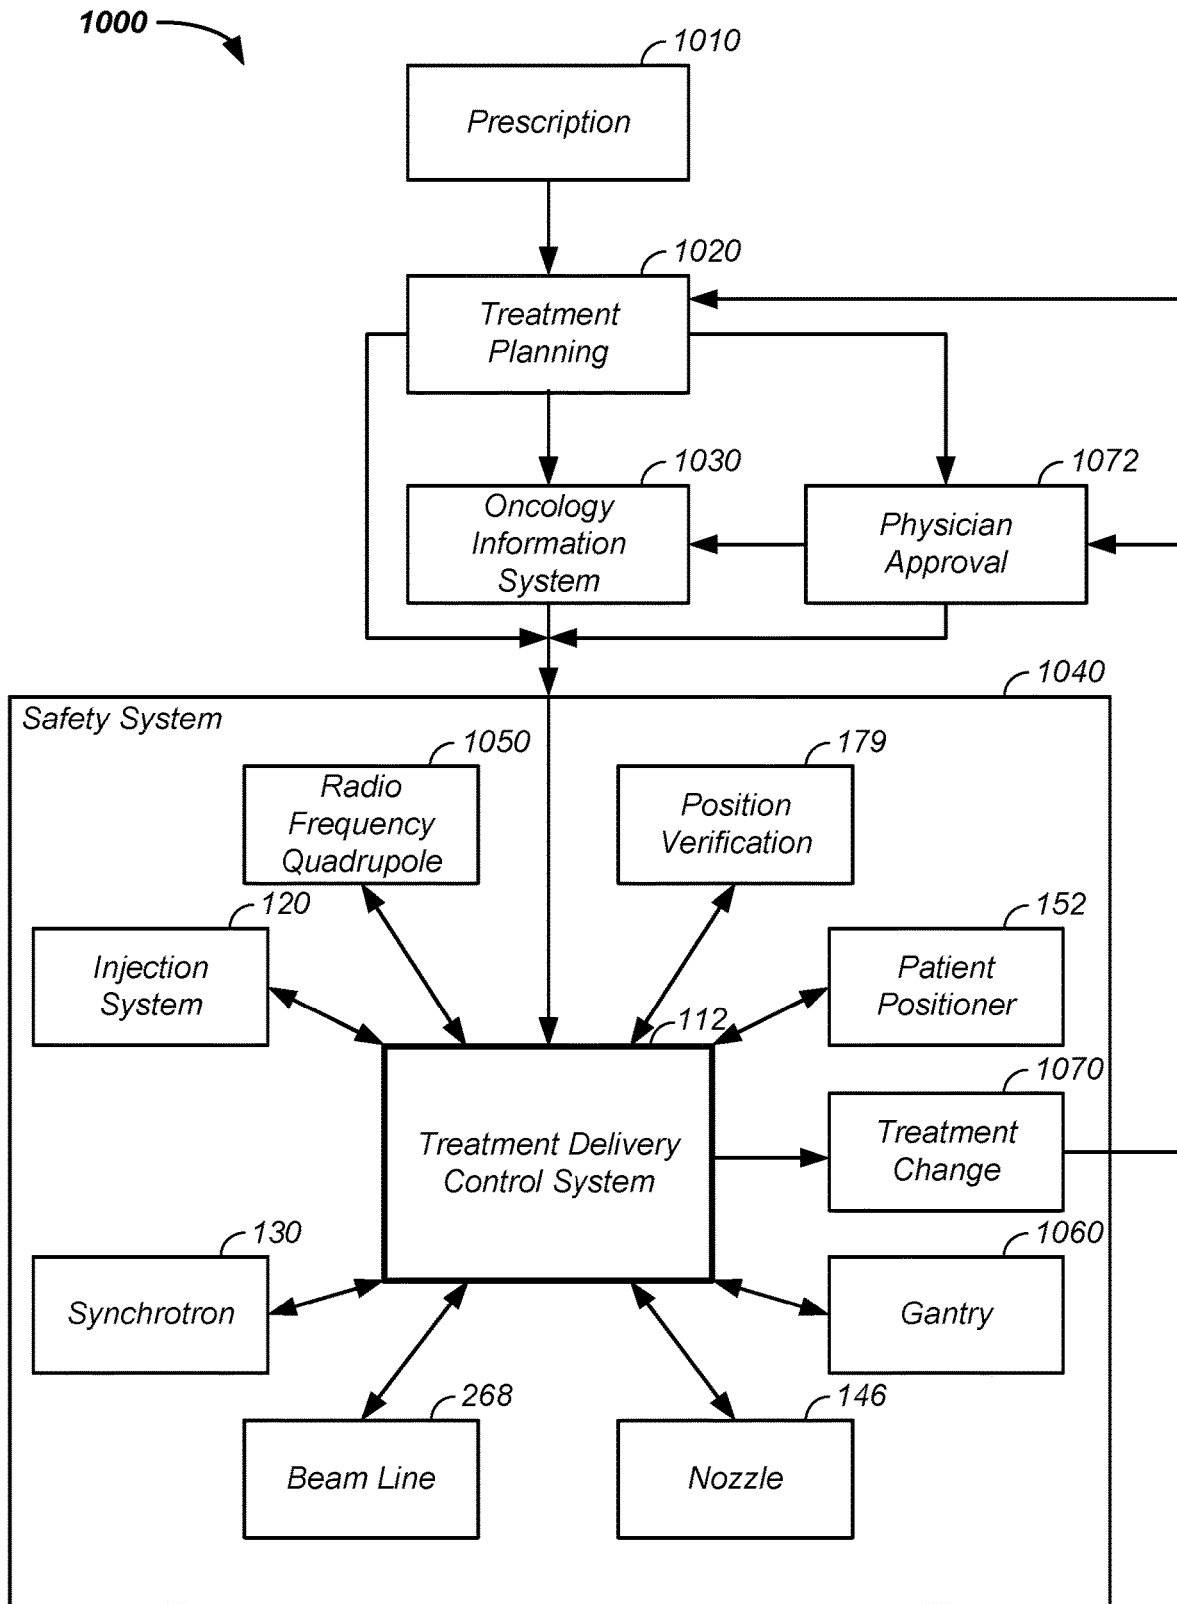 1000
1010
Prescription
1020
Treatment
Planning
1030
Oncology
Information
System
1072
Physician
Approval
1040
Safety System
1050
Radio
Frequency
Quadrupole
179
Position
Verification
120
Injection
System
152
Patient
Positioner
112
Treatment Delivery
Control System
1070
Treatment
Change
130
Synchrotron
1060
Gantry
268
Beam Line
146
Nozzle